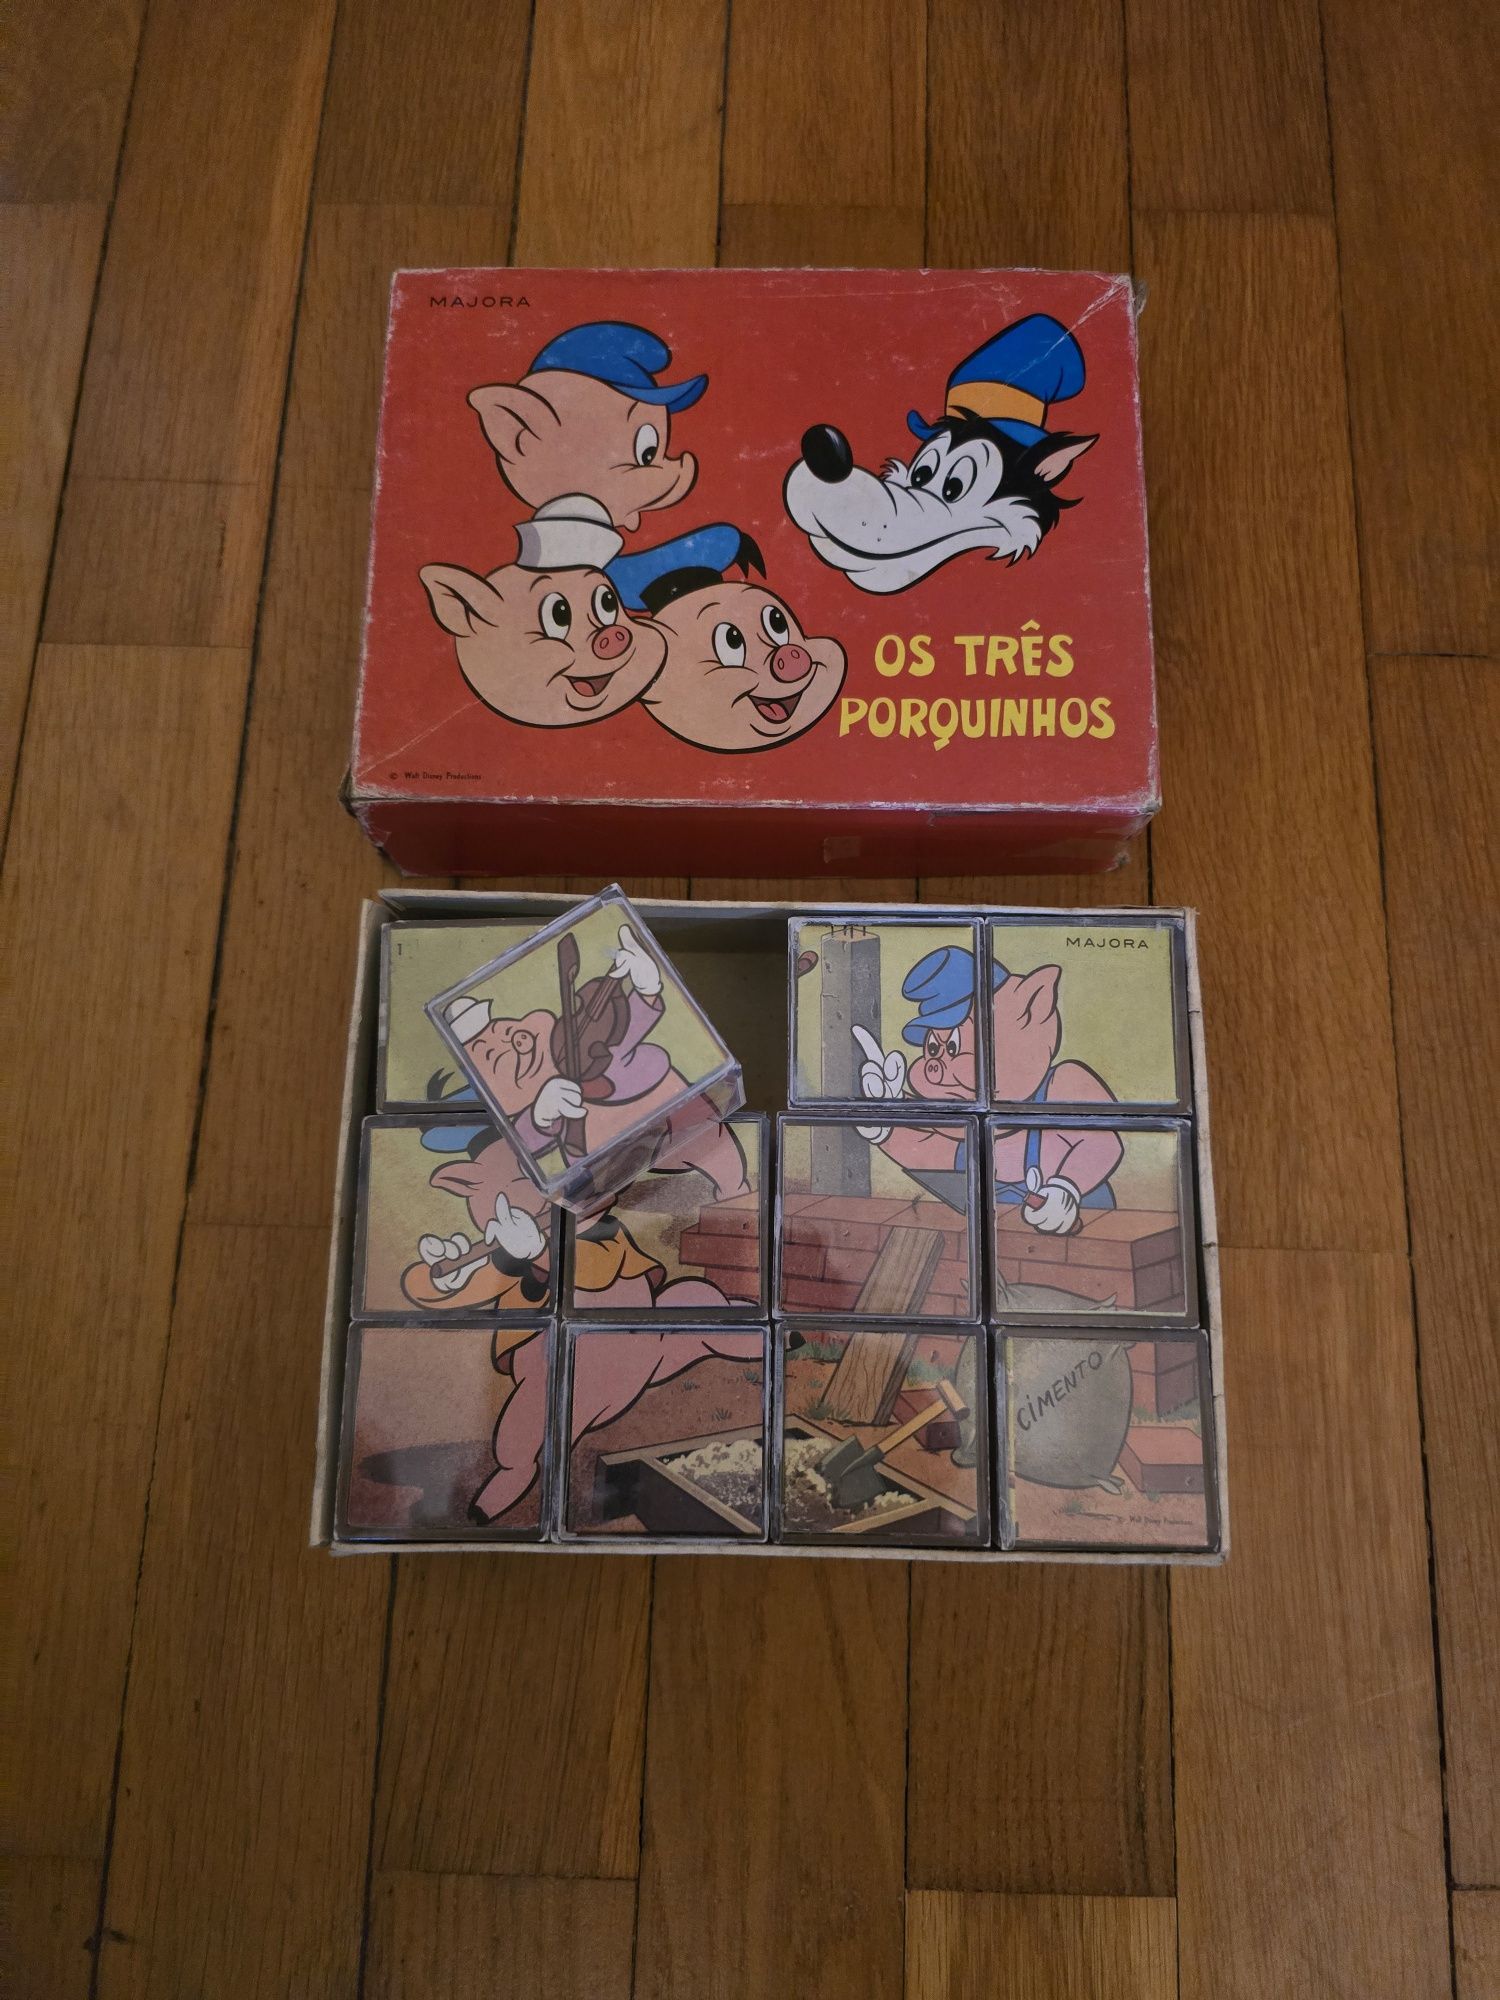 MAJORA
OS TRÊS
PORQUINHOS
© Walt Disney Productions
1
MAJORA
CIMENTO
© Walt Disney Productions